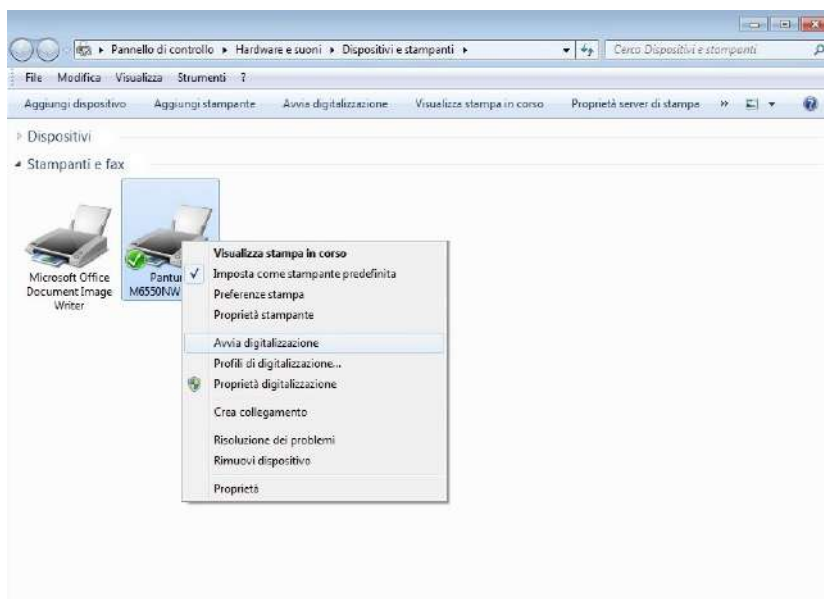 Pannello di controllo ▸ Hardware e suoni ▸ Dispositivi e stampanti ▸
Cerca Dispositivi e stampanti
File Modifica Visualizza Strumenti ?
Aggiungi dispositivo Aggiungi stampante Avvia digitalizzazione Visualizza stampa in corso Proprietà server di stampa »
Dispositivi
Stampanti e fax
Microsoft Office
Document Image
Writer
Pantu
M6550NW
Visualizza stampa in corso
Imposta come stampante predefinita
Preferenze stampa
Proprietà stampante
Avvia digitalizzazione
Profili di digitalizzazione...
Proprietà digitalizzazione
Crea collegamento
Risoluzione dei problemi
Rimuovi dispositivo
Proprietà